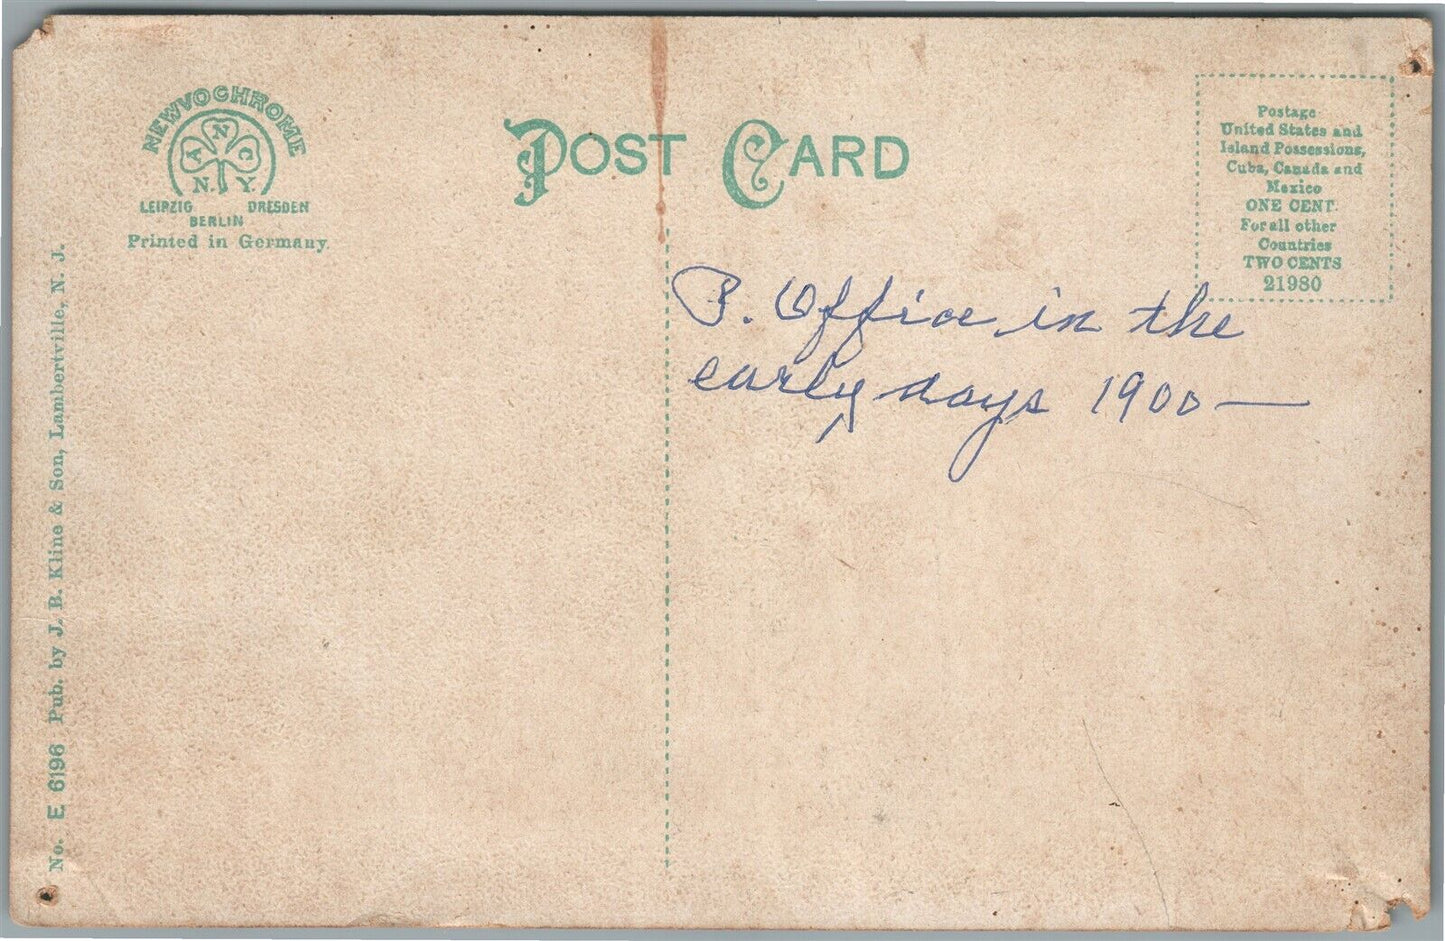 NEWVOCHROME
A N C
N. Y
LEIPZIG DRESDEN
BERLIN
Printed in Germany.
POST CARD
Postage
United States and
Island Possessions,
Cuba, Canada and
Mexico
ONE CENT.
For all other
Countries
TWO CENTS
21980
P. Office in the
early days 1900 —
No. E 6196 Pub. by J. B. Kline & Son, Lambertville, N. J.